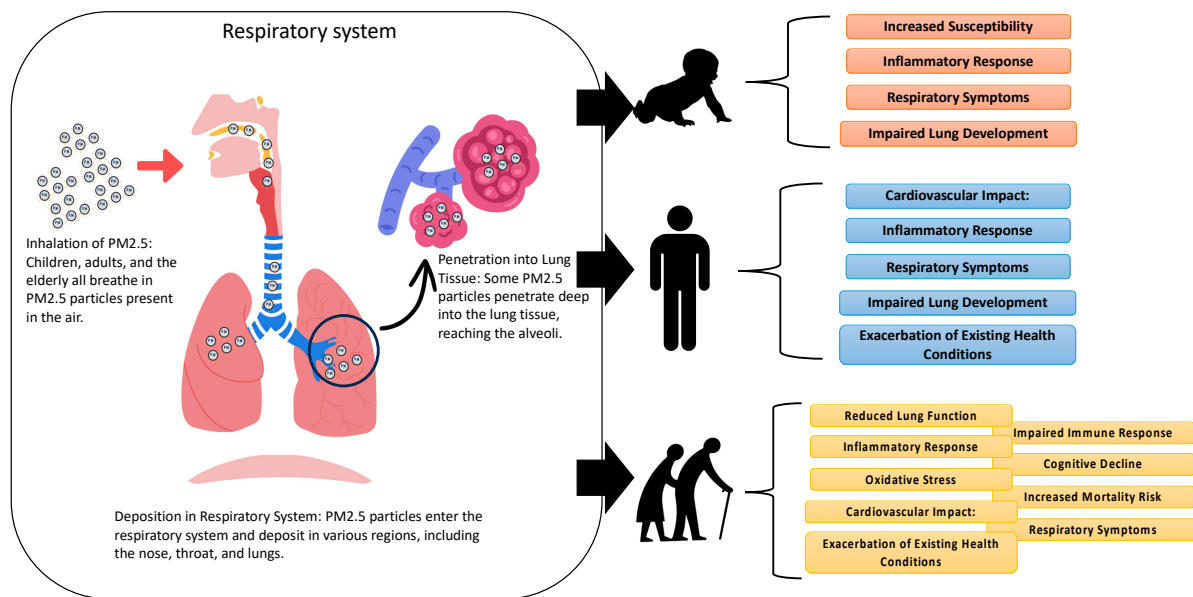 Respiratory system
Inhalation of PM2.5:
Children, adults, and the
elderly all breathe in
PM2.5 particles present
in the air.
Penetration into Lung
Tissue: Some PM2.5
particles penetrate deep
into the lung tissue,
reaching the alveoli.
Deposition in Respiratory System: PM2.5 particles enter the
respiratory system and deposit in various regions, including
the nose, throat, and lungs.
Increased Susceptibility
Inflammatory Response
Respiratory Symptoms
Impaired Lung Development
Cardiovascular Impact:
Inflammatory Response
Respiratory Symptoms
Impaired Lung Development
Exacerbation of Existing Health
Conditions
Reduced Lung Function
Impaired Immune Response
Inflammatory Response
Cognitive Decline
Oxidative Stress
Increased Mortality Risk
Cardiovascular Impact:
Respiratory Symptoms
Exacerbation of Existing Health
Conditions